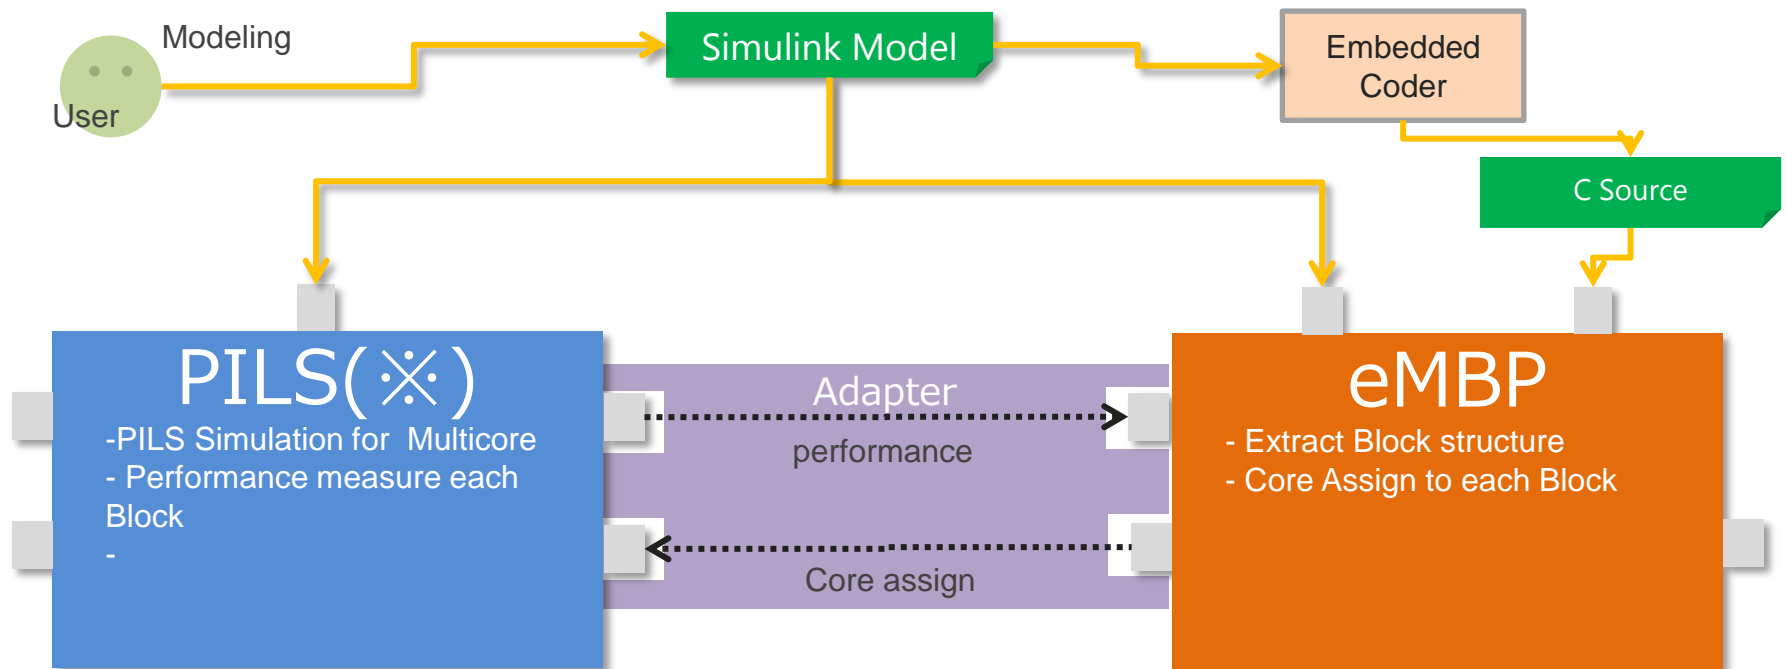 Modeling
User
Simulink Model
Embedded
Coder
C Source
PILS(※)
-PILS Simulation for Multicore
- Performance measure each
Block
-
Adapter
performance
Core assign
eMBP
- Extract Block structure
- Core Assign to each Block